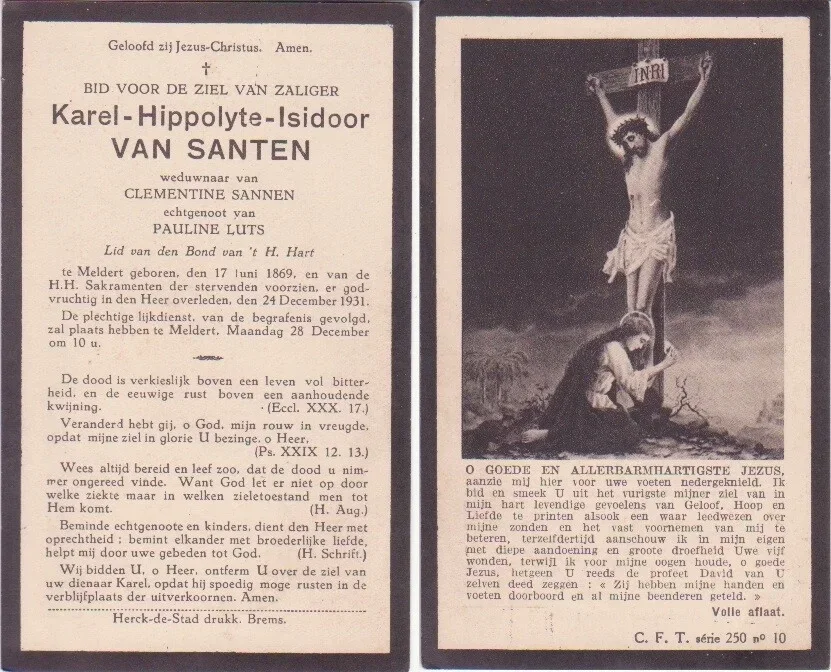 Geloofd zij Jezus-Christus. Amen.
✝
BID VOOR DE ZIEL VAN ZALIGER
Karel-Hippolyte-Isidoor
VAN SANTEN
weduwnaar van
CLEMENTINE SANNEN
echtgenoot van
PAULINE LUTS
Lid van den Bond van 't H. Hart
te Meldert geboren, den 17 Juni 1869, en van de
H.H. Sakramenten der stervenden voorzien, er god-
vruchtig in den Heer overleden, den 24 December 1931.
De plechtige lijkdienst, van de begrafenis gevolgd,
zal plaats hebben te Meldert, Maandag 28 December
om 10 u.
De dood is verkieslijk boven een leven vol bitter-
heid, en de eeuwige rust boven een aanhoudende
kwijning. (Eccl. XXX. 17.)
Veranderd hebt gij, o God, mijn rouw in vreugde,
opdat mijne ziel in glorie U bezinge, o Heer.
(Ps. XXIX 12. 13.)
Wees altijd bereid en leef zoo, dat de dood u nim-
mer ongereed vinde. Want God let er niet op door
welke ziekte maar in welken zieletoestand men tot
Hem komt. (H. Aug.)
Beminde echtgenoote en kinders, dient den Heer met
oprechtheid ; bemint elkander met broederlijke liefde,
helpt mij door uwe gebeden tot God. (H. Schrift.)
Wij bidden U, o Heer, ontferm U over de ziel van
uw dienaar Karel, opdat hij spoedig moge rusten in de
verblijfplaats der uitverkoornen. Amen.
Herck-de-Stad drukk. Brems.
INRI
O GOEDE EN ALLERBARMHARTIGSTE JEZUS,
aanzie mij hier voor uwe voeten nedergeknield. Ik
bid en smeek U uit het vurigste mijner ziel van in
mijn hart levendige gevoelens van Geloof, Hoop en
Liefde te printen alsook een waar leedwezen over
mijne zonden en het vast voornemen van mij te
beteren, terzelfdertijd aanschouw ik in mijn eigen
met diepe aandoening en groote droefheid Uwe vijf
wonden, terwijl ik voor mijne oogen houde, o goede
Jezus, hetgeen U reeds de profeet David van U
zelven deed zeggen : « Zij hebben mijne handen en
voeten doorboord en al mijne beenderen geteld. »
Volle aflaat.
C. F. T. série 250 nº 10